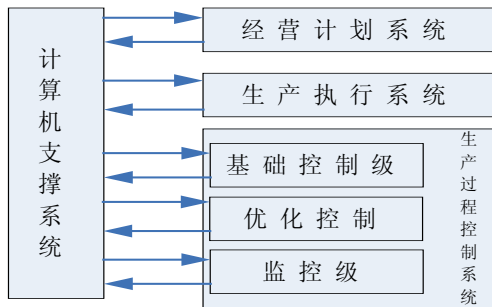 计算机支撑系统
经营计划系统
生产执行系统
基础控制级
优化控制
监控级
生产过程控制系统